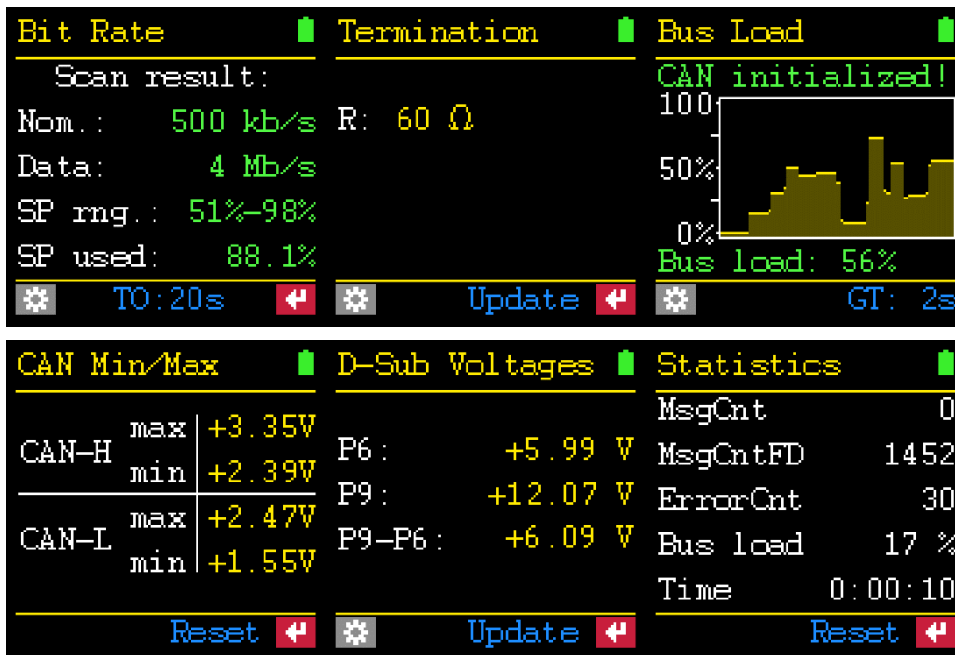 Bit Rate
Scan result:
Nom.: 500 kb/s
Data: 4 Mb/s
SP rng.: 51%-98%
SP used: 88.1%
TO:20s
Termination
R: 60 Ω
Update
Bus Load
CAN initialized!
100
50%
0%
Bus load: 56%
GT: 2s
CAN Min/Max
CAN-H max +3.35V
min +2.39V
CAN-L max +2.47V
min +1.55V
Reset
D-Sub Voltages
P6: +5.99 V
P9: +12.07 V
P9-P6: +6.09 V
Update
Statistics
MsgCnt 0
MsgCntFD 1452
ErrorCnt 30
Bus load 17 %
Time 0:00:10
Reset